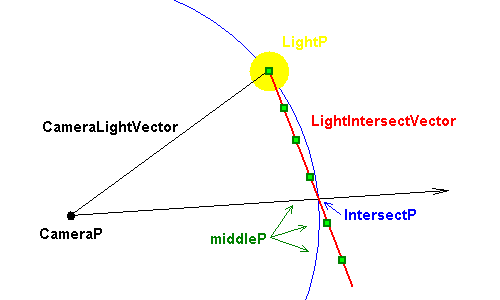 LightP
CameraLightVector
LightIntersectVector
IntersectP
CameraP
middleP